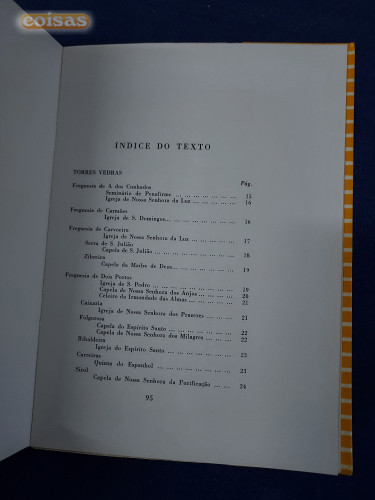 coisas
INDICE DO TEXTO
TORRES VEDRAS
Freguesia de A dos Cunhados Pág.
Seminário de Penafirme ... ... ... ... ... ... ... 15
Igreja de Nossa Senhora da Luz ... ... ... ... ... 16
Freguesia de Carmões
Igreja de S. Domingos... ... ... ... ... ... ... ... 16
Freguesia de Carvoeira
Igreja de Nossa Senhora da Luz ... ... ... ... ... 17
Serra de S. Julião
Capela de S. Julião... ... ... ... ... ... ... ... 18
Zibreira
Capela da Madre de Deus... ... ... ... ... ... ... 19
Freguesia de Dois Portos
Igreja de S. Pedro ... ... ... ... ... ... ... ... 19
Capela de Nossa Senhora dos Anjos ... ... ... ... 20
Celeiro da Irmandade das Almas ... ... ... ... ... 21
Caixaria
Igreja de Nossa Senhora dos Prazeres ... ... ... ... 21
Folgorosa
Capela do Espírito Santo ... ... ... ... ... ... ... 22
Capela de Nossa Senhora dos Milagres ... ... ... ... 22
Ribaldeira
Igreja do Espírito Santo ... ... ... ... ... ... ... 23
Carreiras
Quinta do Espanhol ... ... ... ... ... ... ... ... 23
Sirol
Capela de Nossa Senhora da Purificação ... ... ... 24
95